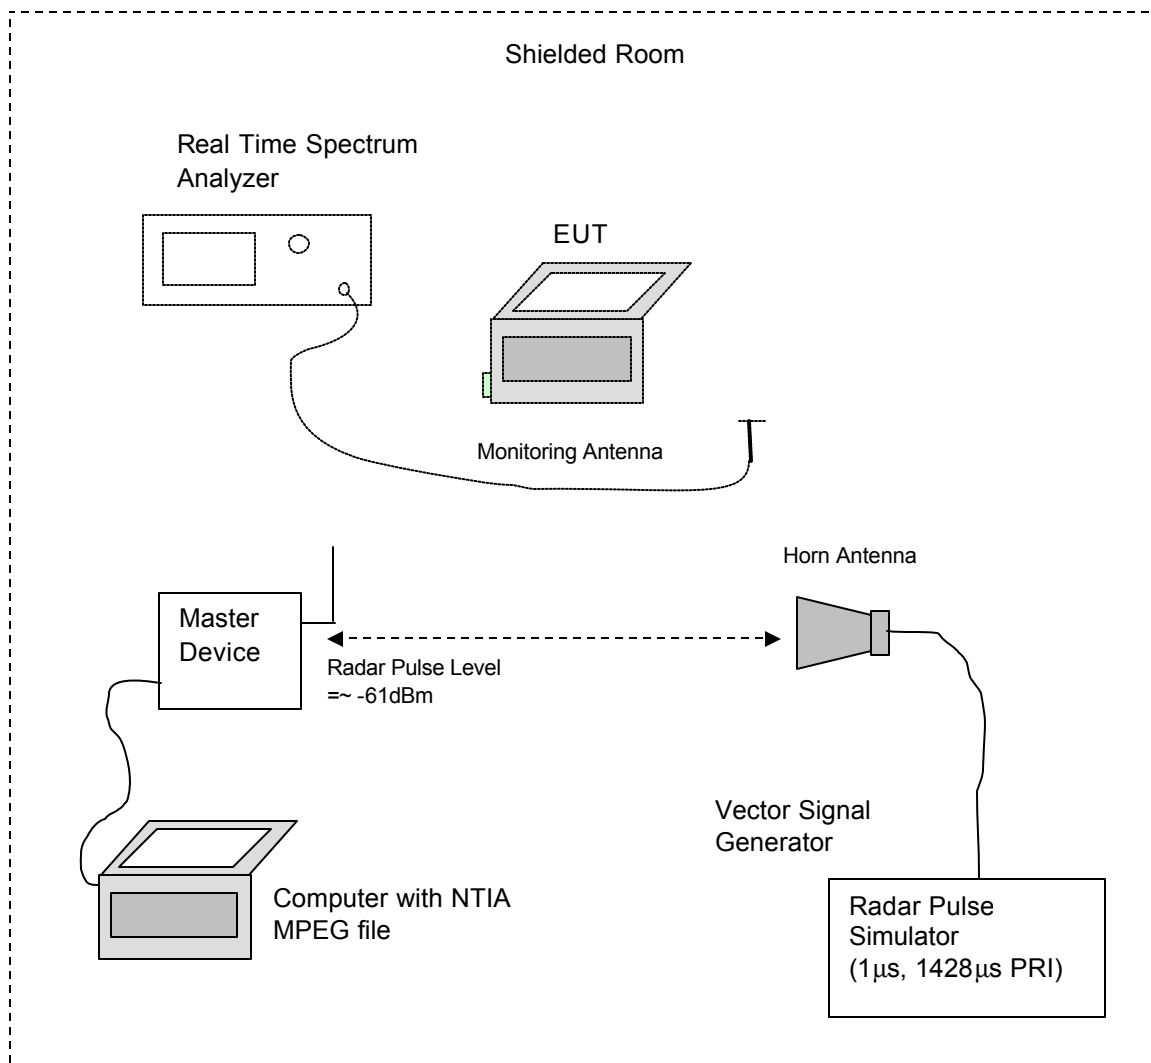 Shielded Room
Real Time Spectrum
Analyzer
EUT
Monitoring Antenna
Horn Antenna
Master
Device
Radar Pulse Level
=~ -61dBm
Vector Signal
Generator
Computer with NTIA
MPEG file
Radar Pulse
Simulator
(1μs, 1428μs PRI)